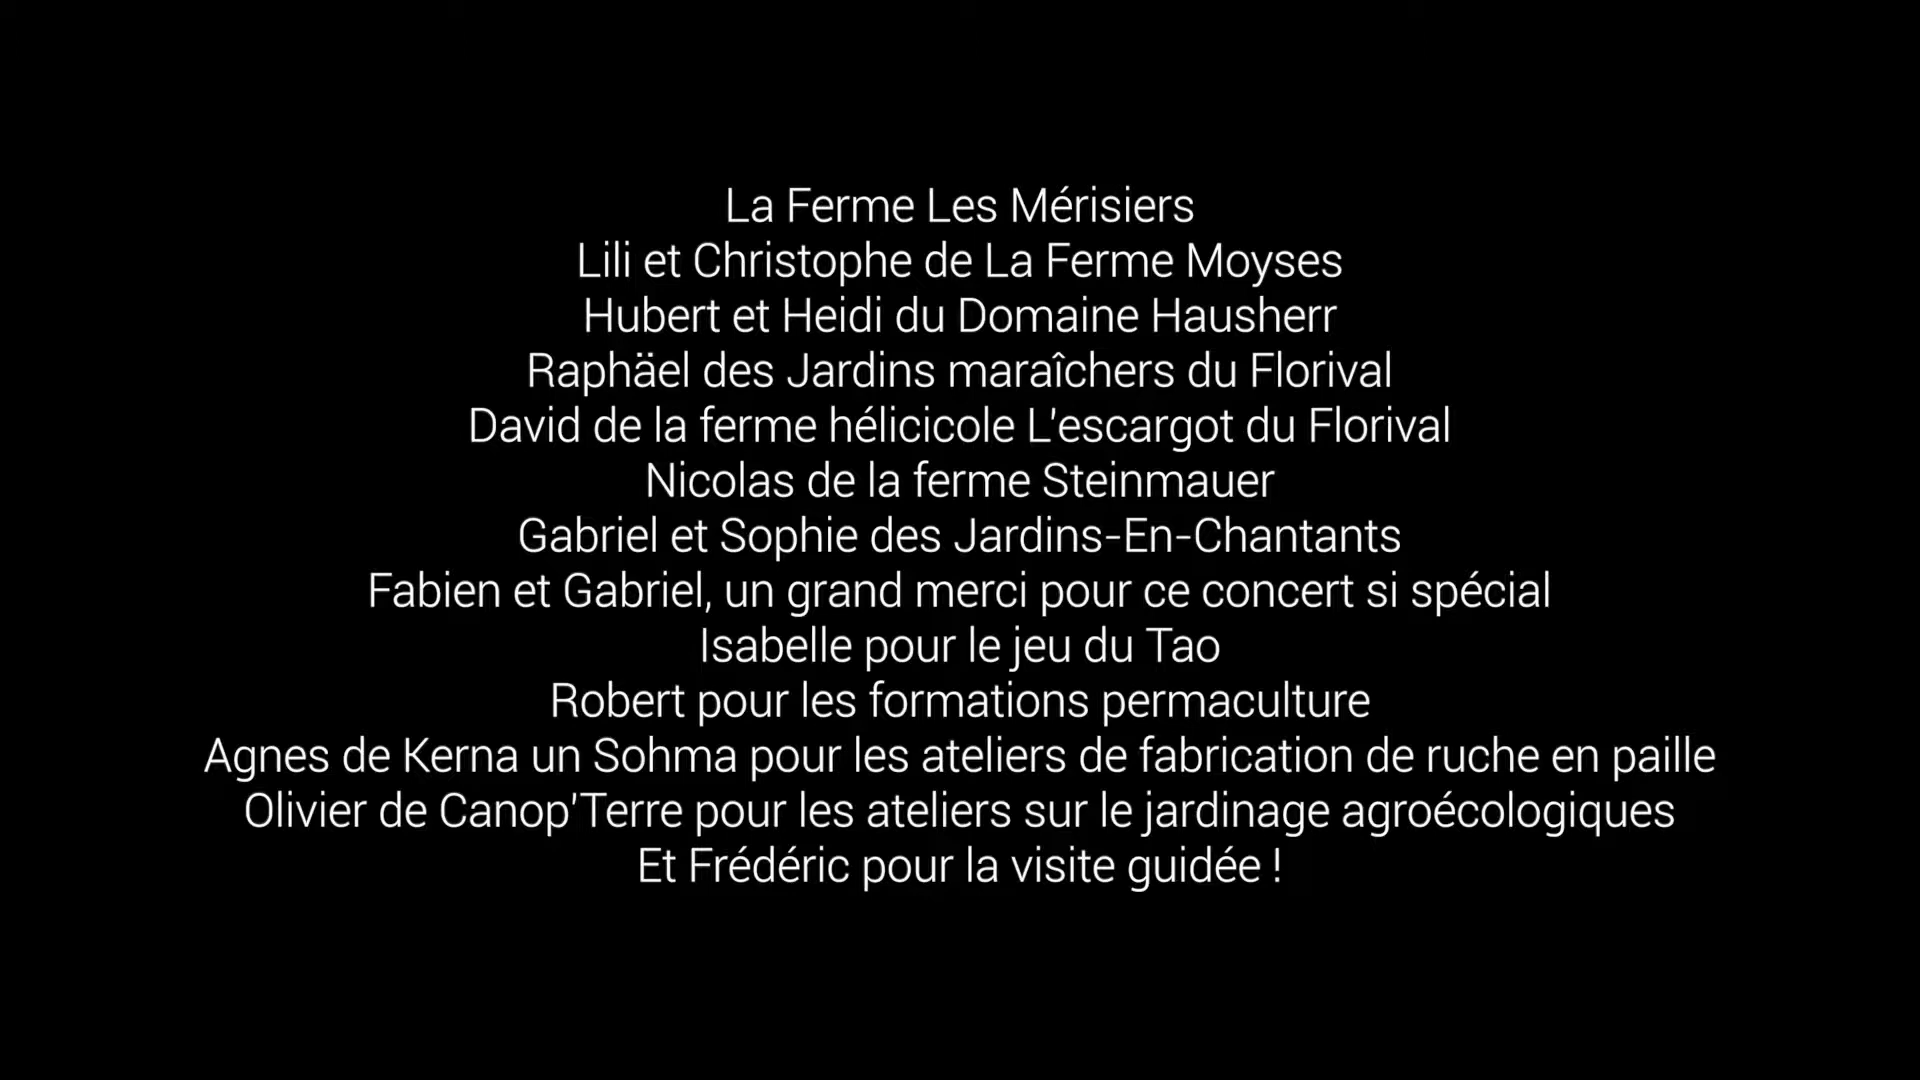 La Ferme Les Mérisiers
Lili et Christophe de La Ferme Moyses
Hubert et Heidi du Domaine Hausherr
Raphäel des Jardins maraîchers du Florival
David de la ferme hélicicole L'escargot du Florival
Nicolas de la ferme Steinmauer
Gabriel et Sophie des Jardins-En-Chantants
Fabien et Gabriel, un grand merci pour ce concert si spécial
Isabelle pour le jeu du Tao
Robert pour les formations permaculture
Agnes de Kerna un Sohma pour les ateliers de fabrication de ruche en paille
Olivier de Canop'Terre pour les ateliers sur le jardinage agroécologiques
Et Frédéric pour la visite guidée !